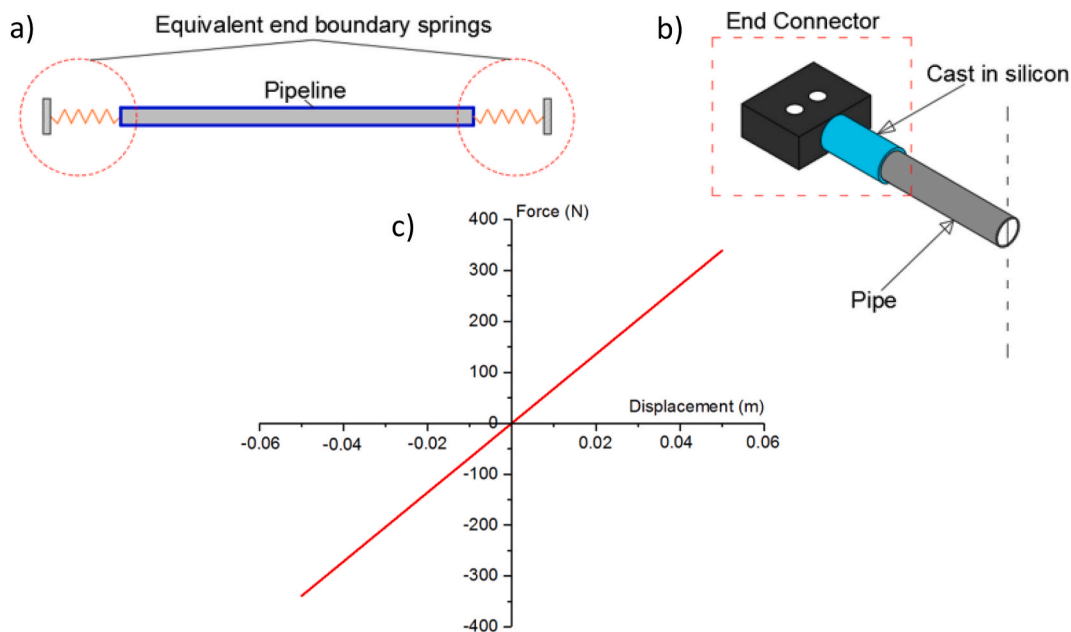 a)
Equivalent end boundary springs
Pipeline
b)
End Connector
Cast in silicon
Pipe
c)
Force (N)
400
300
200
100
0
-100
-200
-300
-400
Displacement (m)
-0.06 -0.04 -0.02 0.02 0.04 0.06